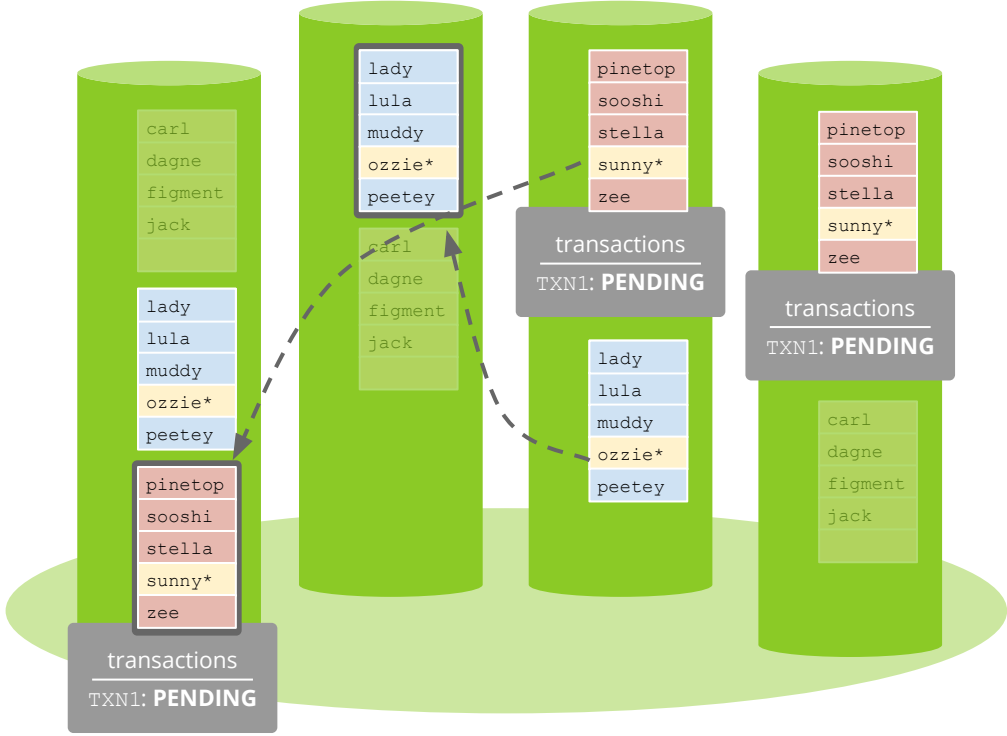 carl
dagne
figment
jack
lady
lula
muddy
ozzie*
peetey
pinetop
sooshi
stella
sunny*
zee
transactions
TXN1: PENDING
lady
lula
muddy
ozzie*
peetey
carl
dagne
figment
jack
pinetop
sooshi
stella
sunny*
zee
transactions
TXN1: PENDING
lady
lula
muddy
ozzie*
peetey
pinetop
sooshi
stella
sunny*
zee
transactions
TXN1: PENDING
carl
dagne
figment
jack